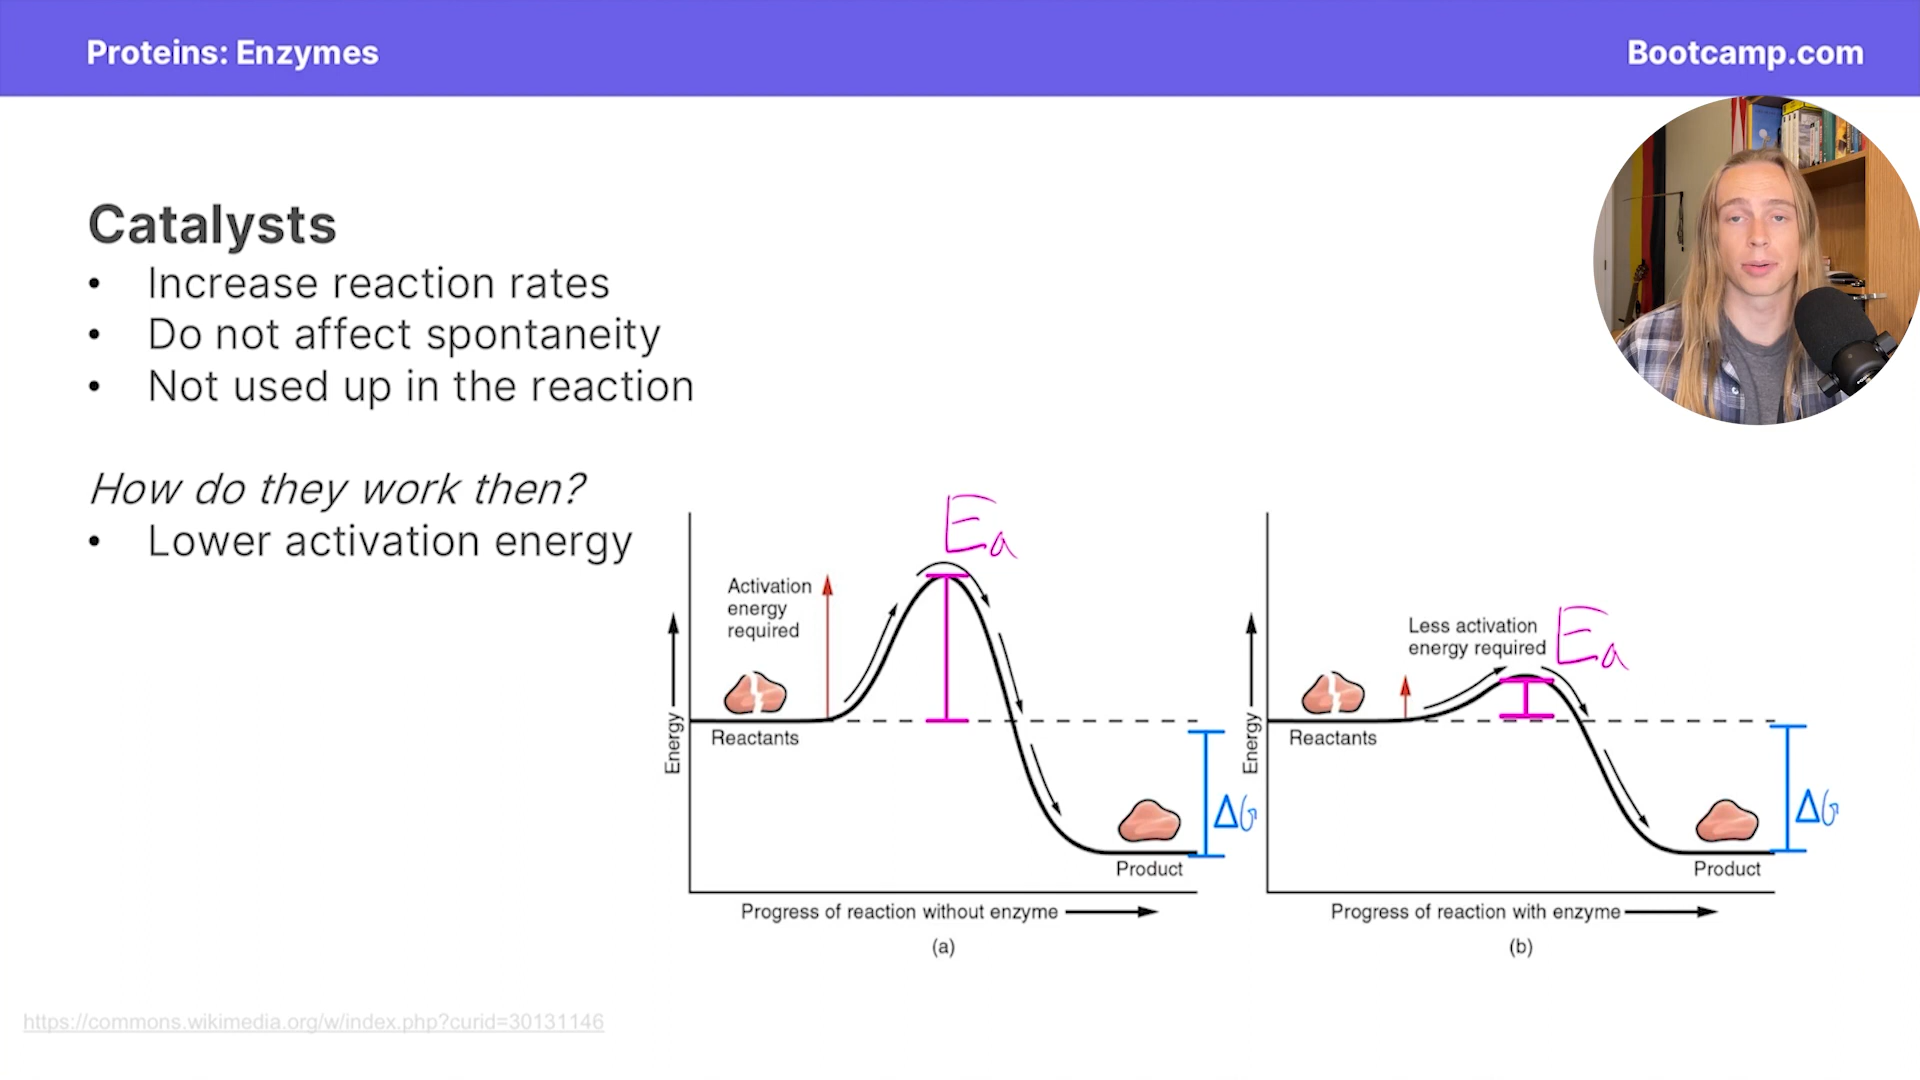 Proteins: Enzymes
Bootcamp.com
Catalysts
• Increase reaction rates
• Do not affect spontaneity
• Not used up in the reaction
How do they work then?
• Lower activation energy
Ea
Activation
energy
required
Reactants
Energy
ΔG
Product
Progress of reaction without enzyme
(a)
Less activation
energy required
Ea
Reactants
Energy
ΔG
Product
Progress of reaction with enzyme
(b)
https://commons.wikimedia.org/w/index.php?curid=30131146